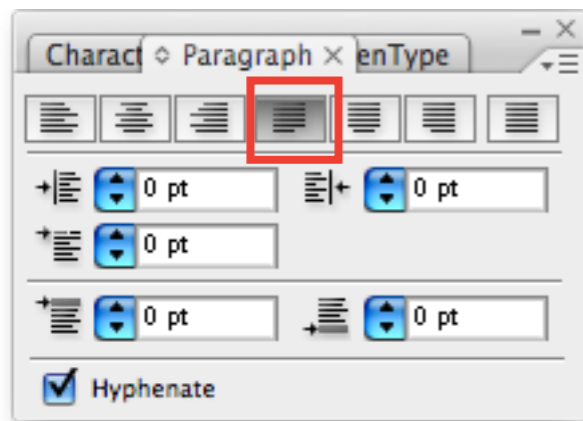 Charact Paragraph enType
0 pt 0 pt
0 pt
0 pt 0 pt
Hyphenate